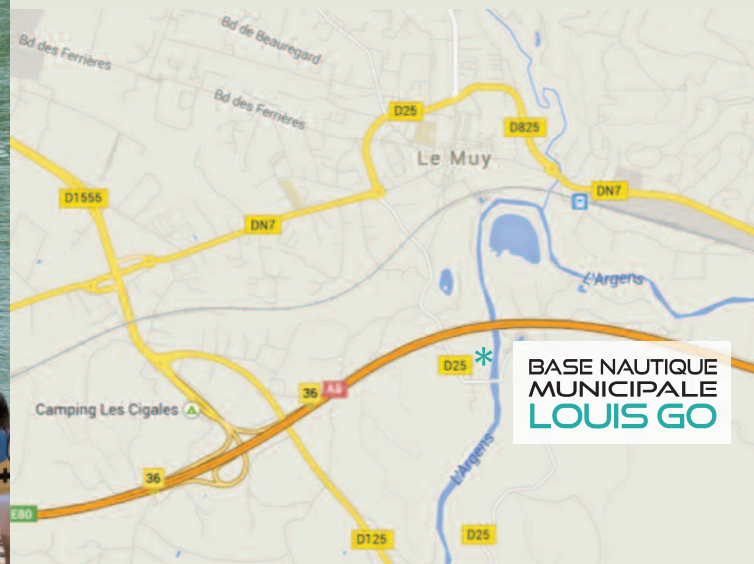 Bd de Beauregard
Bd des Ferrières
Bd des Ferrières
D25
D825
Le Muy
D1555
DN7
DN7
L'Argens
D25
*
BASE NAUTIQUE
MUNICIPALE
LOUIS GO
36
A8
Camping Les Cigales
L'Argens
36
E80
D125
D25